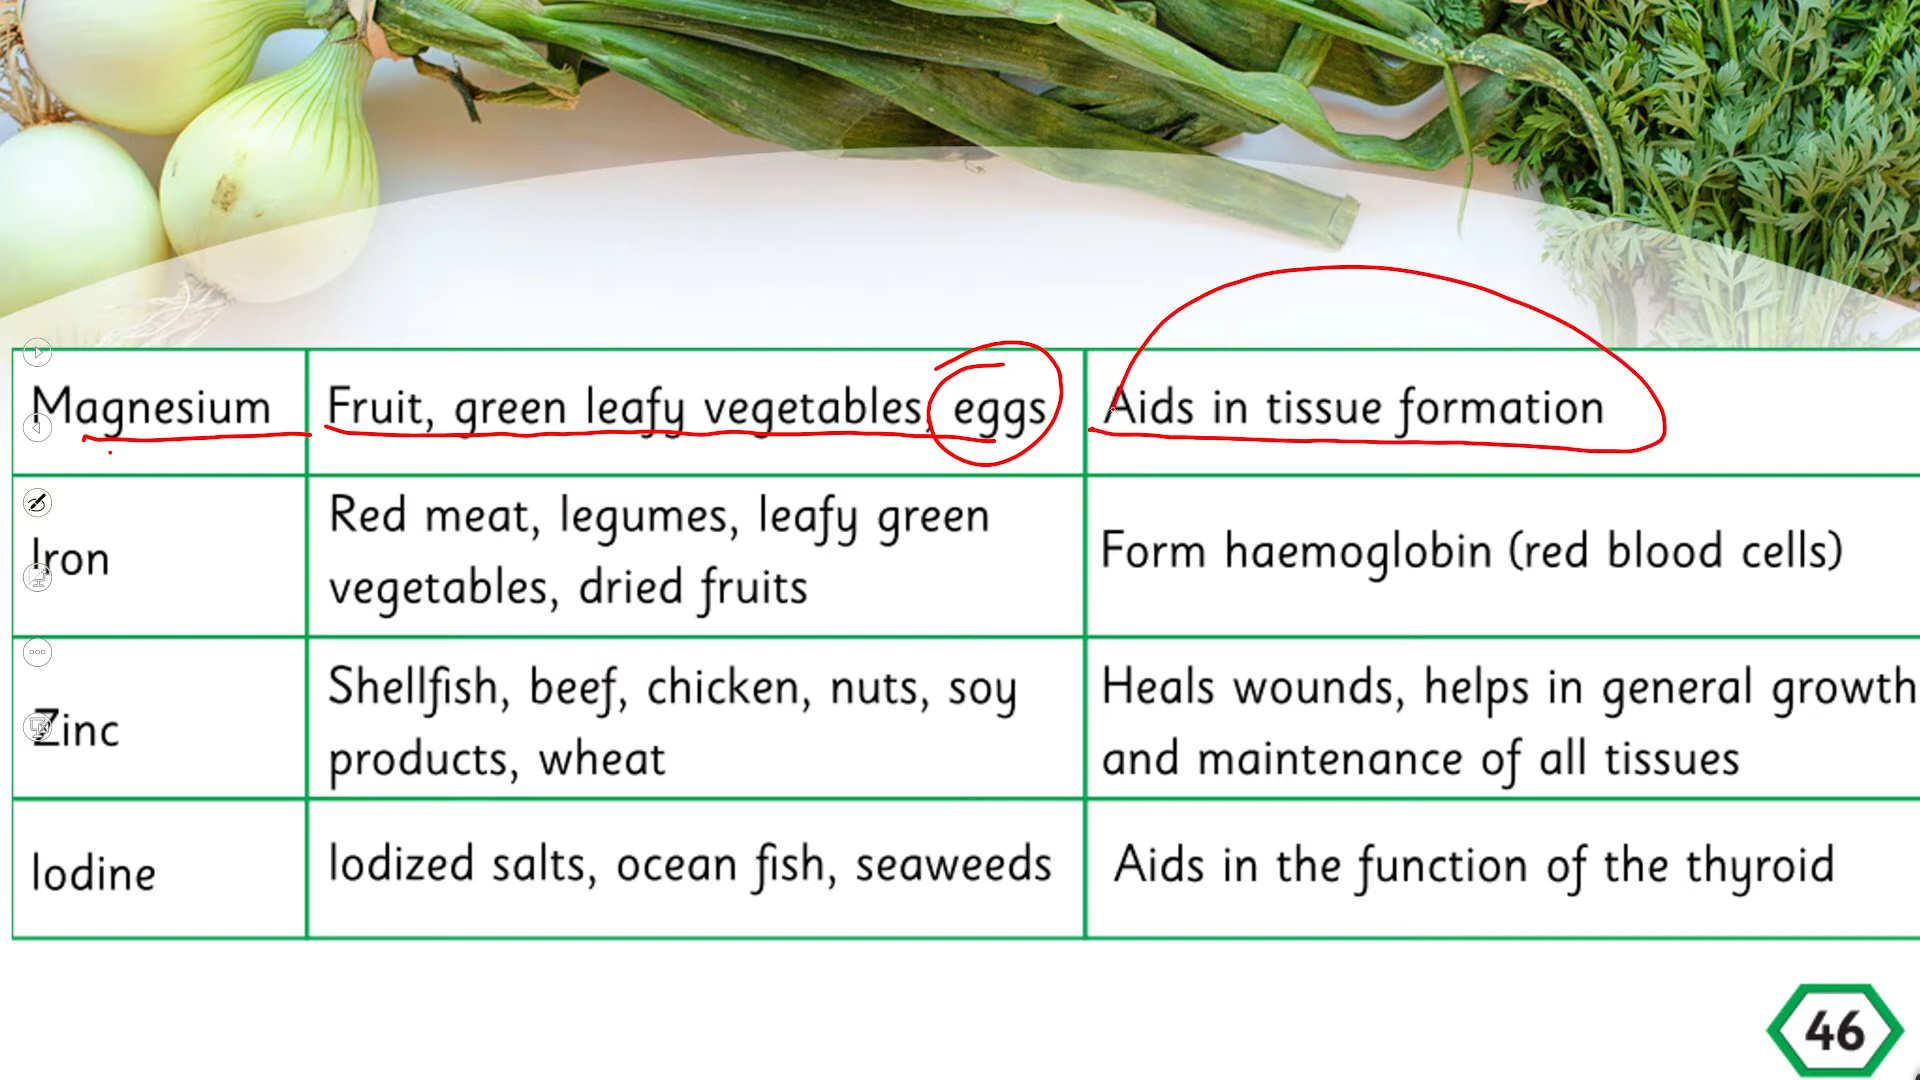 Magnesium
Fruit, green leafy vegetables, eggs
Aids in tissue formation
Iron
Red meat, legumes, leafy green
vegetables, dried fruits
Form haemoglobin (red blood cells)
Zinc
Shellfish, beef, chicken, nuts, soy
products, wheat
Heals wounds, helps in general growth
and maintenance of all tissues
Iodine
Iodized salts, ocean fish, seaweeds
Aids in the function of the thyroid
46